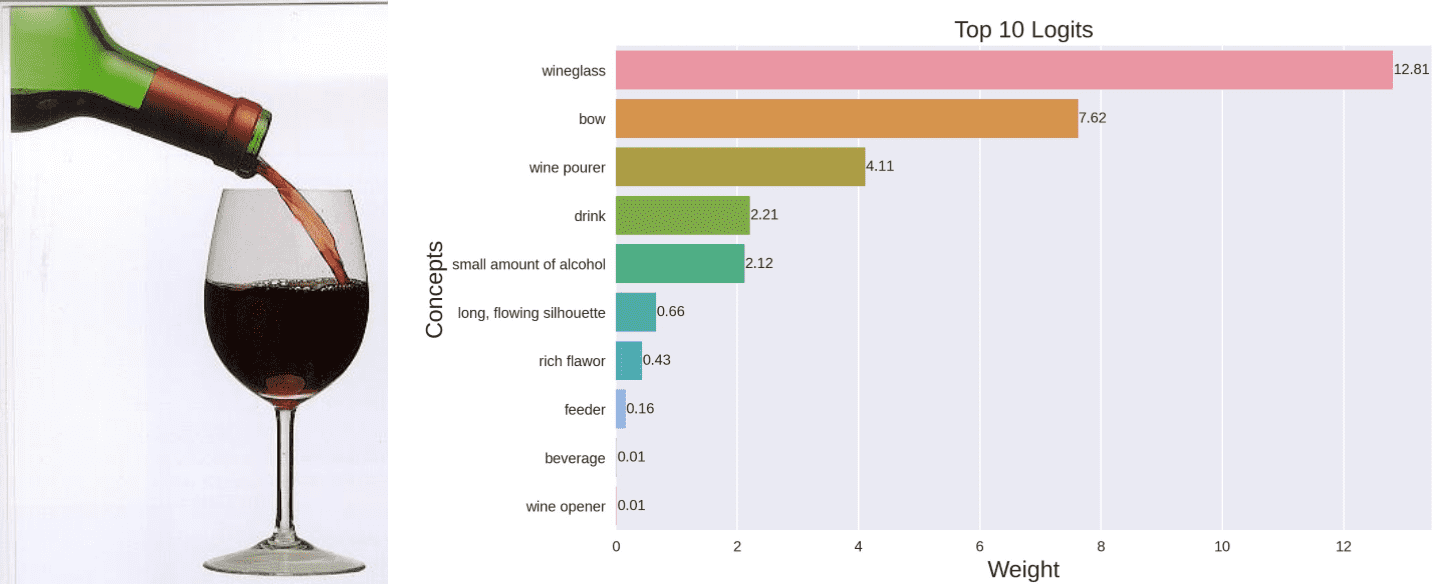 Top 10 Logits
Concepts
wineglass 12.81
bow 7.62
wine pourer 4.11
drink 2.21
small amount of alcohol 2.12
long, flowing silhouette 0.66
rich flawor 0.43
feeder 0.16
beverage 0.01
wine opener 0.01
0 2 4 6 8 10 12
Weight